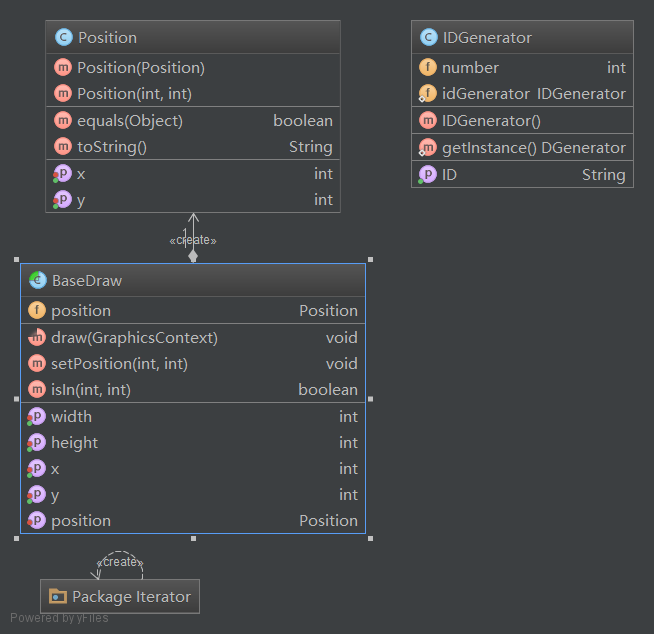 Position
Position(Position)
Position(int, int)
equals(Object) boolean
toString() String
x int
y int
IDGenerator
number int
idGenerator IDGenerator
IDGenerator()
getInstance() DGenerator
ID String
1
«create»
BaseDraw
position Position
draw(GraphicsContext) void
setPosition(int, int) void
isIn(int, int) boolean
width int
height int
x int
y int
position Position
«create»
Package Iterator
Powered by yFiles